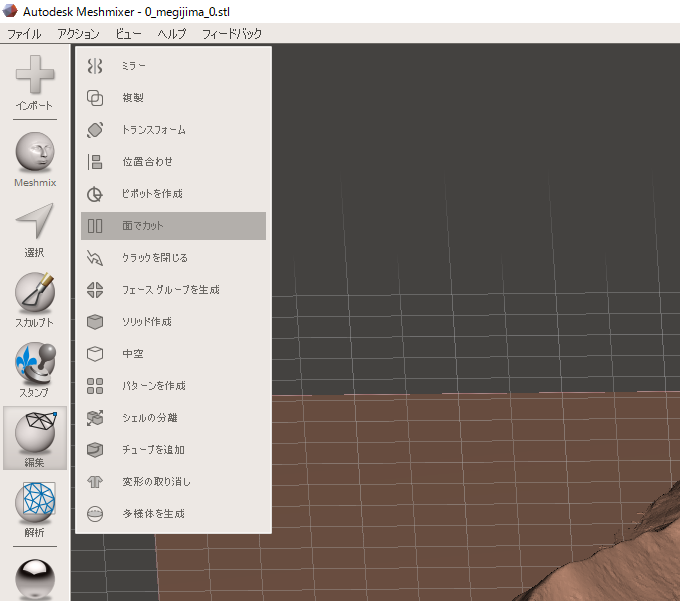 Autodesk Meshmixer - 0_megijima_0.stl
ファイル アクション ビュー ヘルプ フィードバック
インポート
Meshmix
選択
スカルプト
スタンプ
編集
解析
ミラー
複製
トランスフォーム
位置合わせ
ピボットを作成
面でカット
クラックを閉じる
フェースグループを生成
ソリッド作成
中空
パターンを作成
シェルの分離
チューブを追加
変形の取り消し
多様体を生成